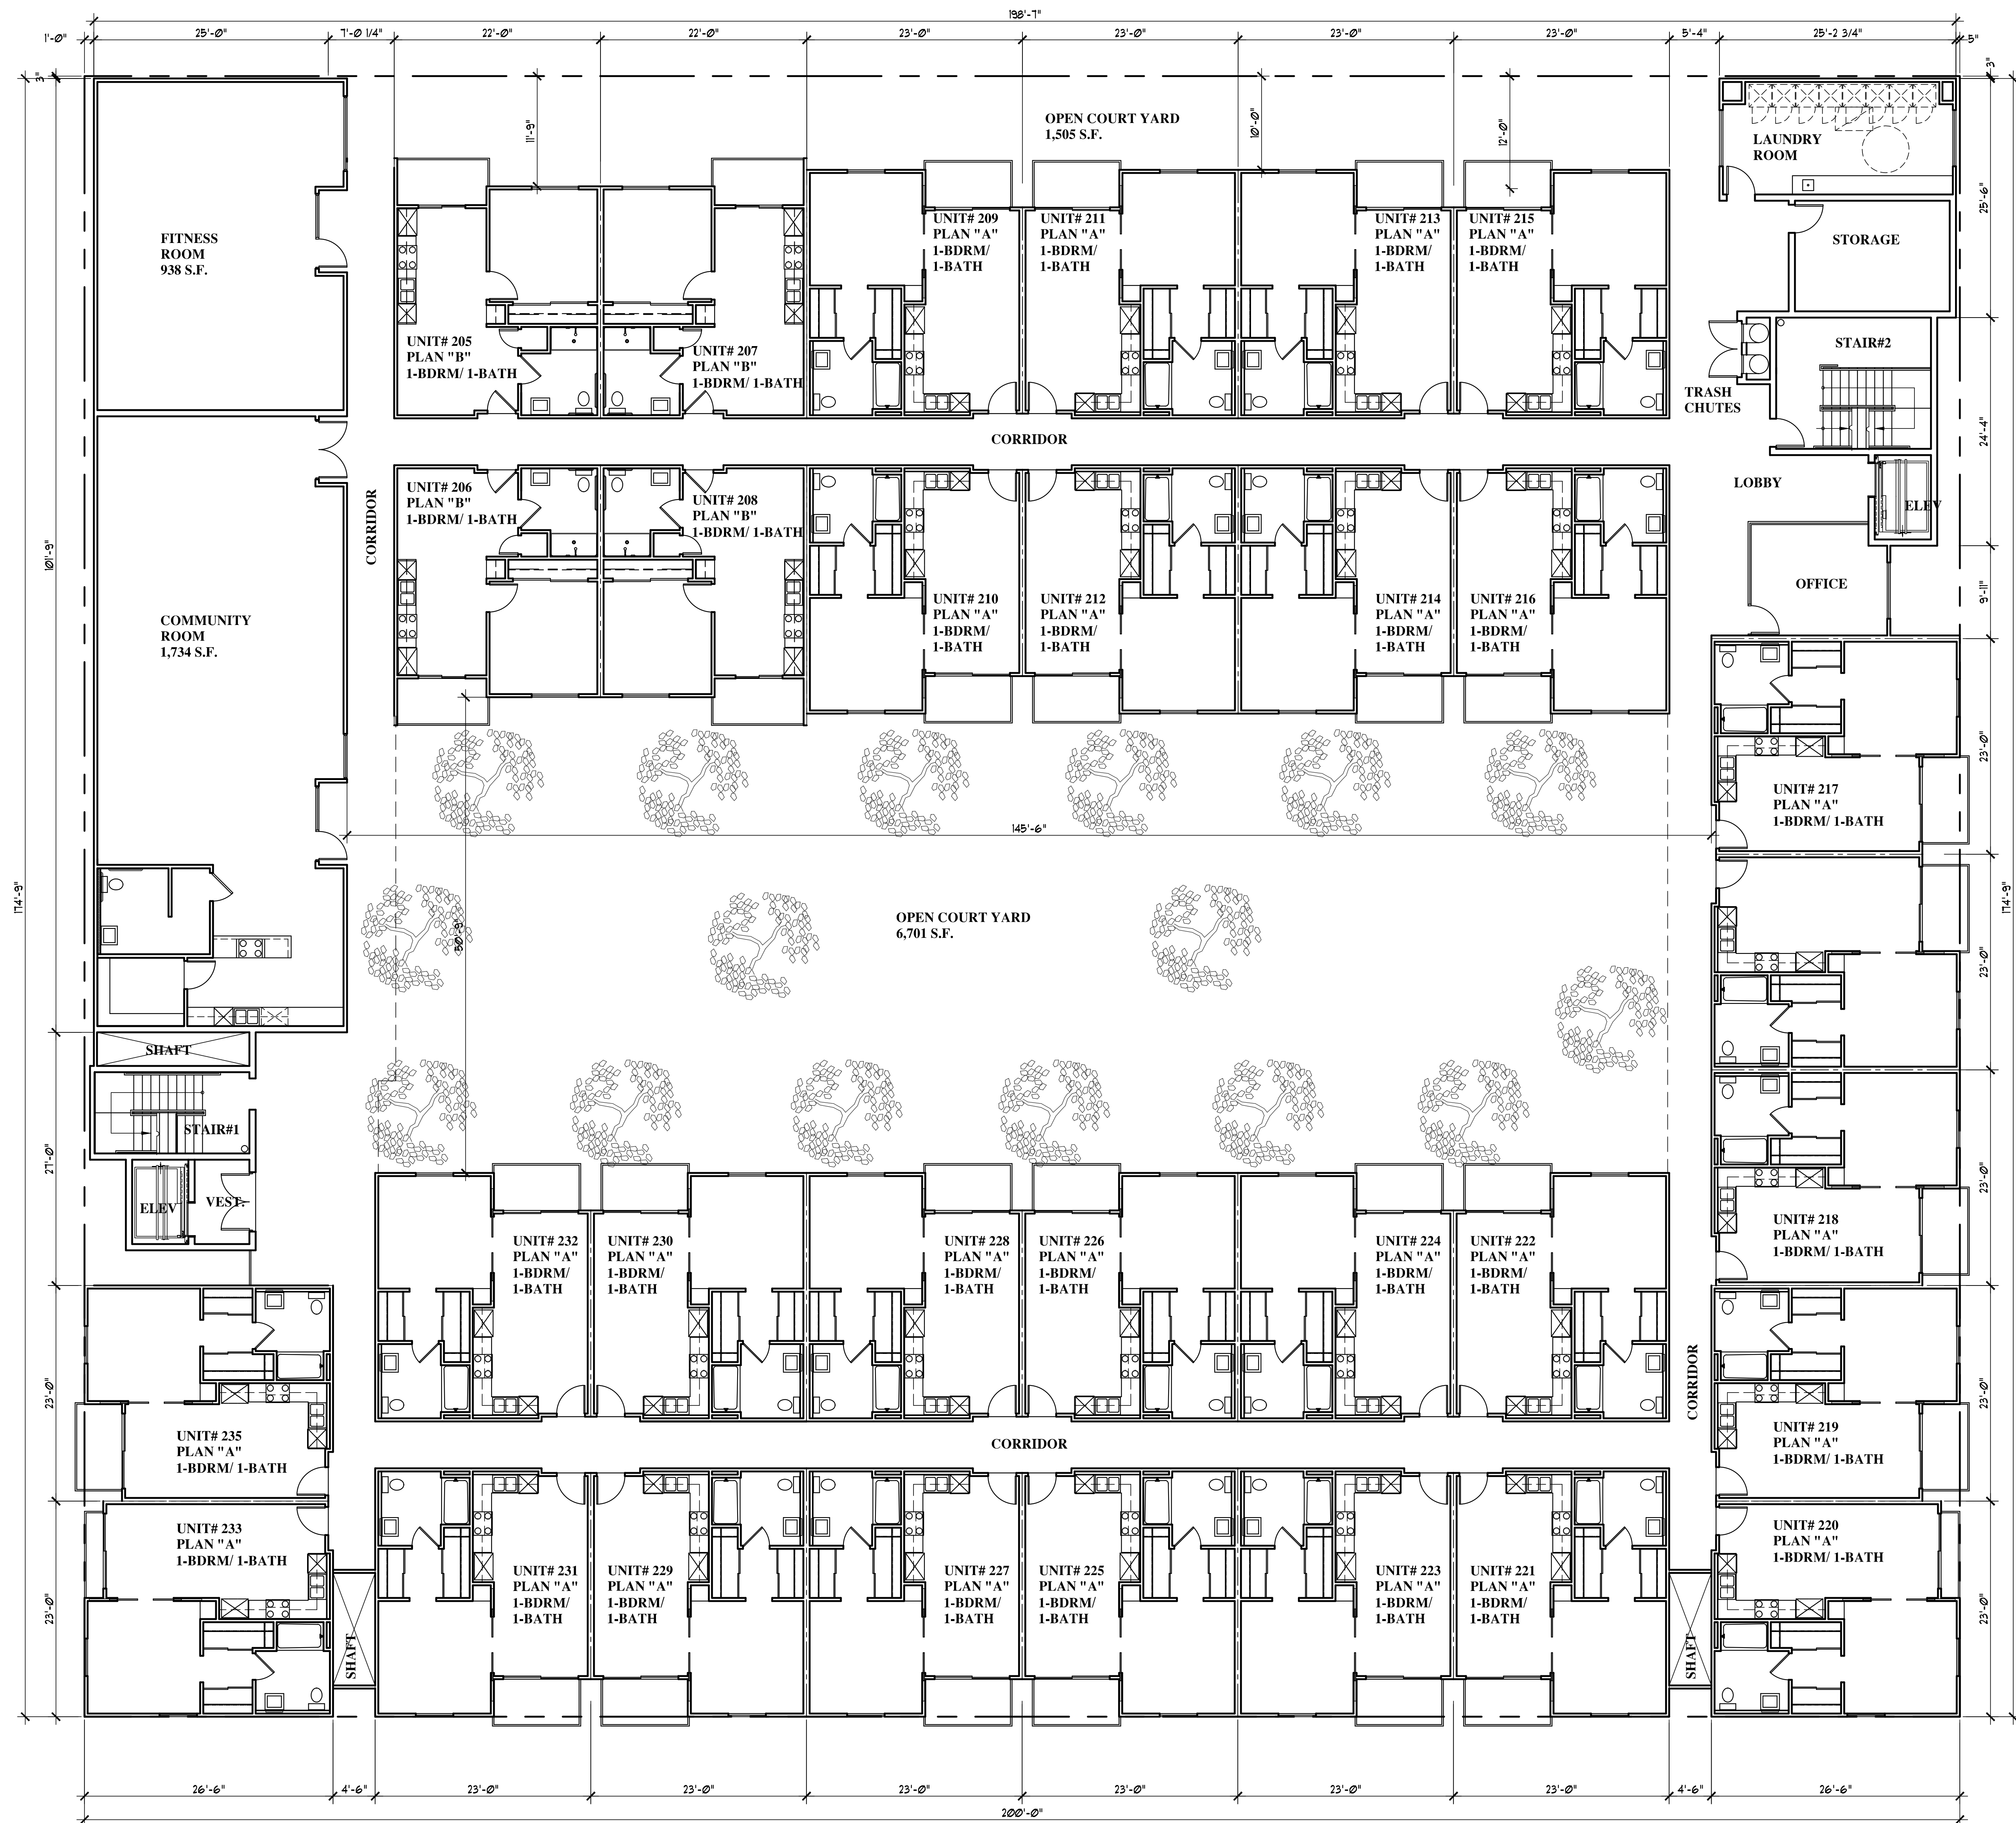 198'-7"
1'-0"
25'-0"
7'-0 1/4"
22'-0"
22'-0"
23'-0"
23'-0"
23'-0"
23'-0"
5'-4"
25'-2 3/4"
5"
3"
3"
11'-9"
OPEN COURT YARD
1,505 S.F.
10'-0"
12'-0"
LAUNDRY
ROOM
25'-6"
FITNESS
ROOM
938 S.F.
UNIT# 209
PLAN "A"
1-BDRM/
1-BATH
UNIT# 211
PLAN "A"
1-BDRM/
1-BATH
UNIT# 213
PLAN "A"
1-BDRM/
1-BATH
UNIT# 215
PLAN "A"
1-BDRM/
1-BATH
STORAGE
UNIT# 205
PLAN "B"
1-BDRM/ 1-BATH
UNIT# 207
PLAN "B"
1-BDRM/ 1-BATH
STAIR#2
TRASH
CHUTES
24'-4"
CORRIDOR
CORRIDOR
UNIT# 206
PLAN "B"
1-BDRM/ 1-BATH
UNIT# 208
PLAN "B"
1-BDRM/ 1-BATH
LOBBY
ELEV
101'-9"
OFFICE
9'-11"
UNIT# 210
PLAN "A"
1-BDRM/
1-BATH
UNIT# 212
PLAN "A"
1-BDRM/
1-BATH
UNIT# 214
PLAN "A"
1-BDRM/
1-BATH
UNIT# 216
PLAN "A"
1-BDRM/
1-BATH
COMMUNITY
ROOM
1,734 S.F.
23'-0"
UNIT# 217
PLAN "A"
1-BDRM/ 1-BATH
145'-6"
174'-9"
174'-9"
OPEN COURT YARD
6,701 S.F.
50'-9"
23'-0"
SHAFT
STAIR#1
27'-0"
ELEV
VEST.
23'-0"
UNIT# 218
PLAN "A"
1-BDRM/ 1-BATH
UNIT# 232
PLAN "A"
1-BDRM/
1-BATH
UNIT# 230
PLAN "A"
1-BDRM/
1-BATH
UNIT# 228
PLAN "A"
1-BDRM/
1-BATH
UNIT# 226
PLAN "A"
1-BDRM/
1-BATH
UNIT# 224
PLAN "A"
1-BDRM/
1-BATH
UNIT# 222
PLAN "A"
1-BDRM/
1-BATH
23'-0"
CORRIDOR
23'-0"
UNIT# 235
PLAN "A"
1-BDRM/ 1-BATH
CORRIDOR
UNIT# 219
PLAN "A"
1-BDRM/ 1-BATH
UNIT# 233
PLAN "A"
1-BDRM/ 1-BATH
UNIT# 220
PLAN "A"
1-BDRM/ 1-BATH
UNIT# 231
PLAN "A"
1-BDRM/
1-BATH
UNIT# 229
PLAN "A"
1-BDRM/
1-BATH
UNIT# 227
PLAN "A"
1-BDRM/
1-BATH
UNIT# 225
PLAN "A"
1-BDRM/
1-BATH
UNIT# 223
PLAN "A"
1-BDRM/
1-BATH
UNIT# 221
PLAN "A"
1-BDRM/
1-BATH
23'-0"
SHAFT
SHAFT
23'-0"
26'-6"
4'-6"
23'-0"
23'-0"
23'-0"
23'-0"
23'-0"
23'-0"
4'-6"
26'-6"
200'-0"